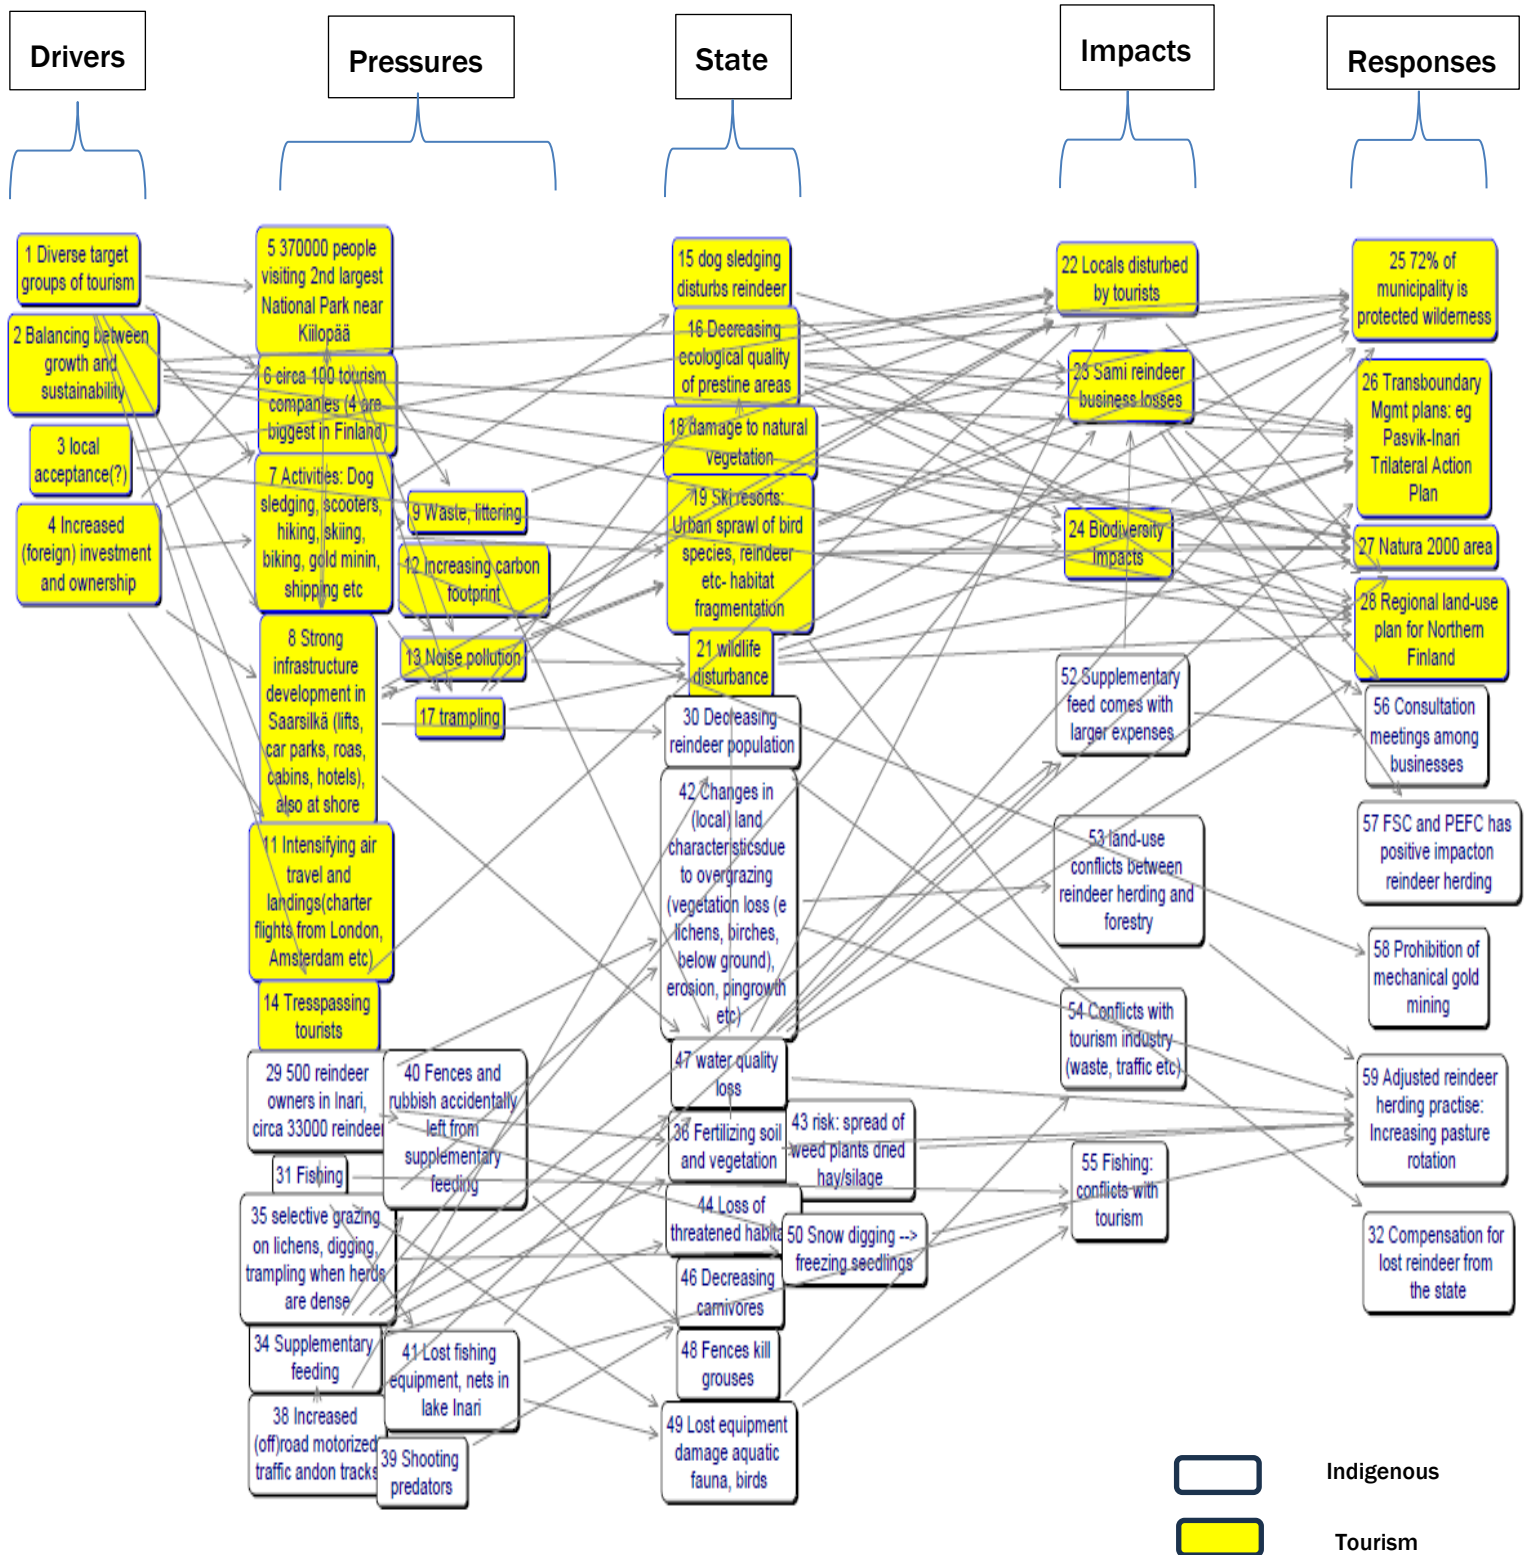 Drivers
Pressures
State
Impacts
Responses
1 Diverse target
groups of tourism
2 Balancing between
growth and
sustainability
3 local
acceptance(?)
4 Increased
(foreign) investment
and ownership
5 370000 people
visiting 2nd largest
National Park near
Kiilopää
6 circa 100 tourism
companies (4 are
biggest in Finland)
7 Activities: Dog
sledging, scooters,
hiking, skiing,
biking, gold minin,
shipping etc
8 Strong
infrastructure
development in
Saarsilkä (lifts,
car parks, roas,
cabins, hotels),
also at shore
11 Intensifying air
travel and
landings(charter
flights from London,
Amsterdam etc)
14 Tresspassing
tourists
29 500 reindeer
owners in Inari,
circa 33000 reindeer
31 Fishing
35 selective grazing
on lichens, digging,
trampling when herds
are dense
34 Supplementary
feeding
38 Increased
(off)road motorized
traffic andon tracks
9 Waste, littering
12 Increasing carbon
footprint
13 Noise pollution
17 trampling
40 Fences and
rubbish accidentally
left from
supplementary
feeding
41 Lost fishing
equipment, nets in
lake Inari
39 Shooting
predators
15 dog sledging
disturbs reindeer
16 Decreasing
ecological quality
of prestine areas
18 damage to natural
vegetation
19 Ski resorts:
Urban sprawl of bird
species, reindeer
etc- habitat
fragmentation
21 wildlife
disturbance
30 Decreasing
reindeer population
42 Changes in
(local) land
characteristicsdue
to overgrazing
(vegetation loss (e
lichens, birches,
below ground),
erosion, pingrowth
etc)
47 water quality
loss
36 Fertilizing soil
and vegetation
43 risk: spread of
weed plants dried
hay/silage
44 Loss of
threatened habita
50 Snow digging -->
freezing seedlings
46 Decreasing
carnivores
48 Fences kill
grouses
49 Lost equipment
damage aquatic
fauna, birds
22 Locals disturbed
by tourists
23 Sami reindeer
business losses
24 Biodiversity
Impacts
52 Supplementary
feed comes with
larger expenses
53 land-use
conflicts between
reindeer herding and
forestry
54 Conflicts with
tourism industry
(waste, traffic etc)
55 Fishing:
conflicts with
tourism
25 72% of
municipality is
protected wilderness
26 Transboundary
Mgmt plans: eg
Pasvik-Inari
Trilateral Action
Plan
27 Natura 2000 area
28 Regional land-use
plan for Northern
Finland
56 Consultation
meetings among
businesses
57 FSC and PEFC has
positive impacton
reindeer herding
58 Prohibition of
mechanical gold
mining
59 Adjusted reindeer
herding practise:
Increasing pasture
rotation
32 Compensation for
lost reindeer from
the state
Indigenous
Tourism